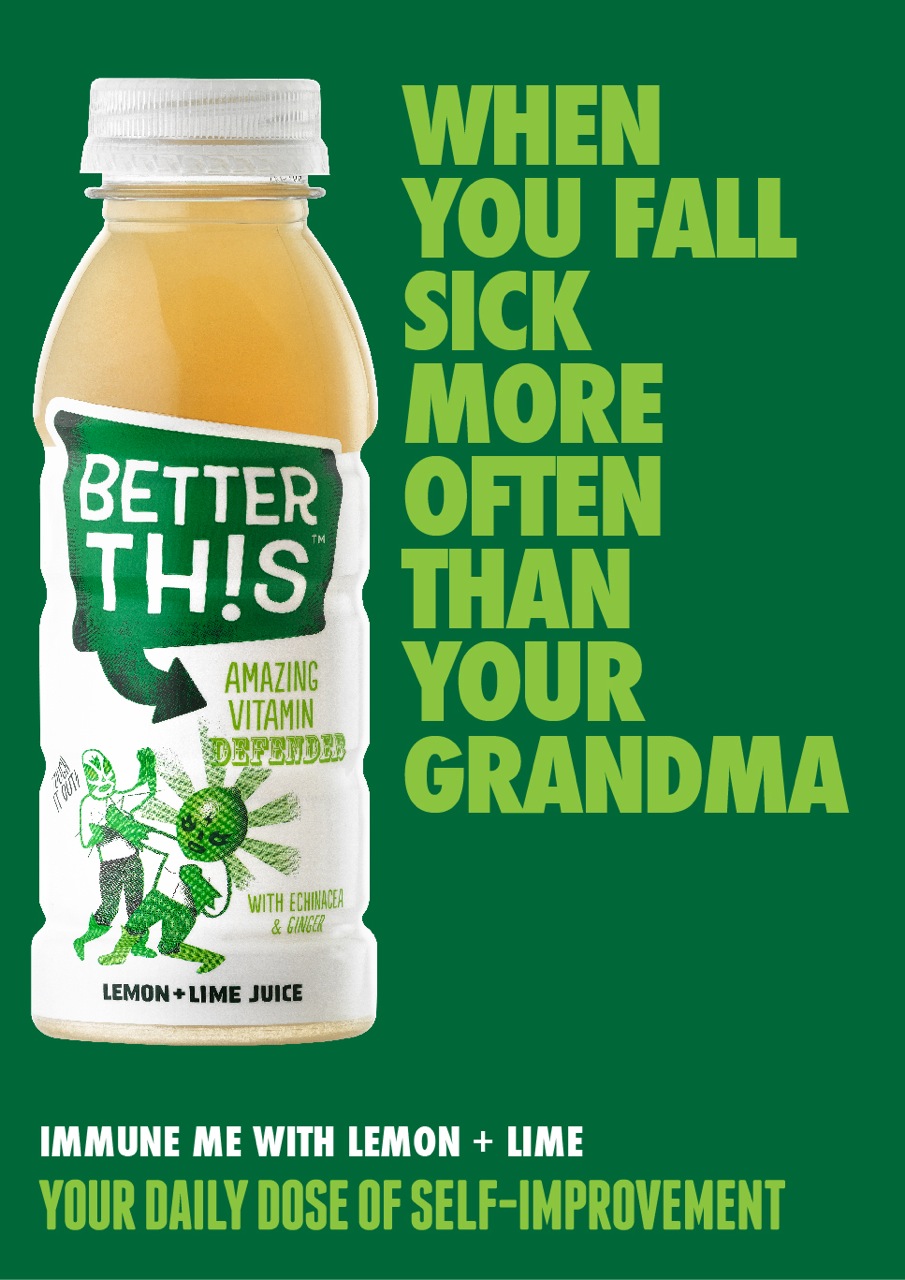 WHEN
YOU FALL
SICK
MORE
OFTEN
THAN
YOUR
GRANDMA
BETTER
TH!S™
AMAZING
VITAMIN
DEFENDER
WITH ECHINACEA
& GINGER
LEMON+LIME JUICE
IMMUNE ME WITH LEMON + LIME
YOUR DAILY DOSE OF SELF-IMPROVEMENT